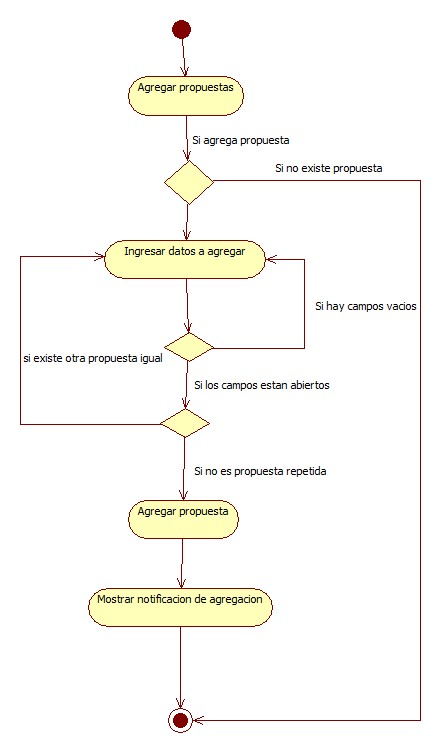 Agregar propuestas
Si agrega propuesta
Si no existe propuesta
Ingresar datos a agregar
Si hay campos vacios
si existe otra propuesta igual
Si los campos estan abiertos
Si no es propuesta repetida
Agregar propuesta
Mostrar notificacion de agregacion